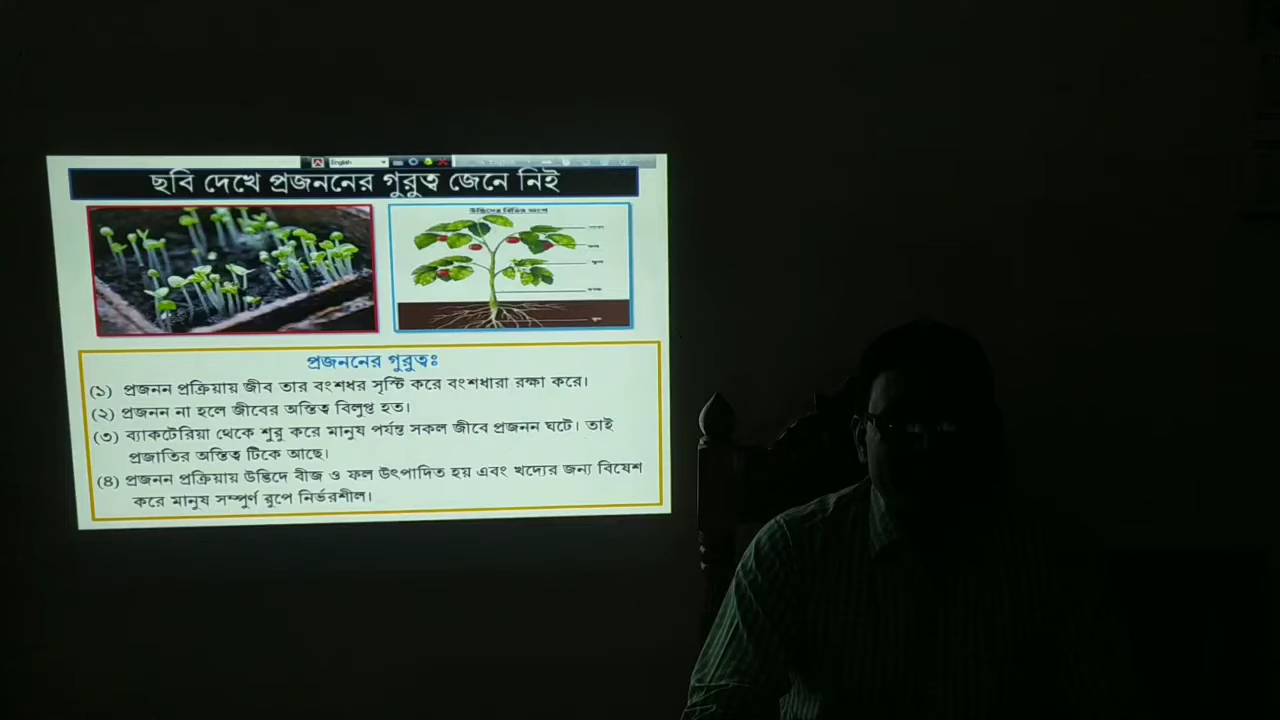 English
ছবি দেখে প্রজননের গুরুত্ব জেনে নিই
উদ্ভিদের বিভিন্ন অংশ
প্রজননের গুরুত্বঃ
(১) প্রজনন প্রক্রিয়ায় জীব তার বংশধর সৃস্টি করে বংশধারা রক্ষা করে।
(২) প্রজনন না হলে জীবের অস্তিত্ব বিলুপ্ত হত।
(৩) ব্যাকটেরিয়া থেকে শুরু করে মানুষ পর্যন্ত সকল জীবে প্রজনন ঘটে। তাই
প্রজাতির অস্তিত্ব টিকে আছে।
(৪) প্রজনন প্রক্রিয়ায় উদ্ভিদে বীজ ও ফল উৎপাদিত হয় এবং খদ্যের জন্য বিষেশ
করে মানুষ সম্পুর্ণ রুপে নির্ভরশীল।